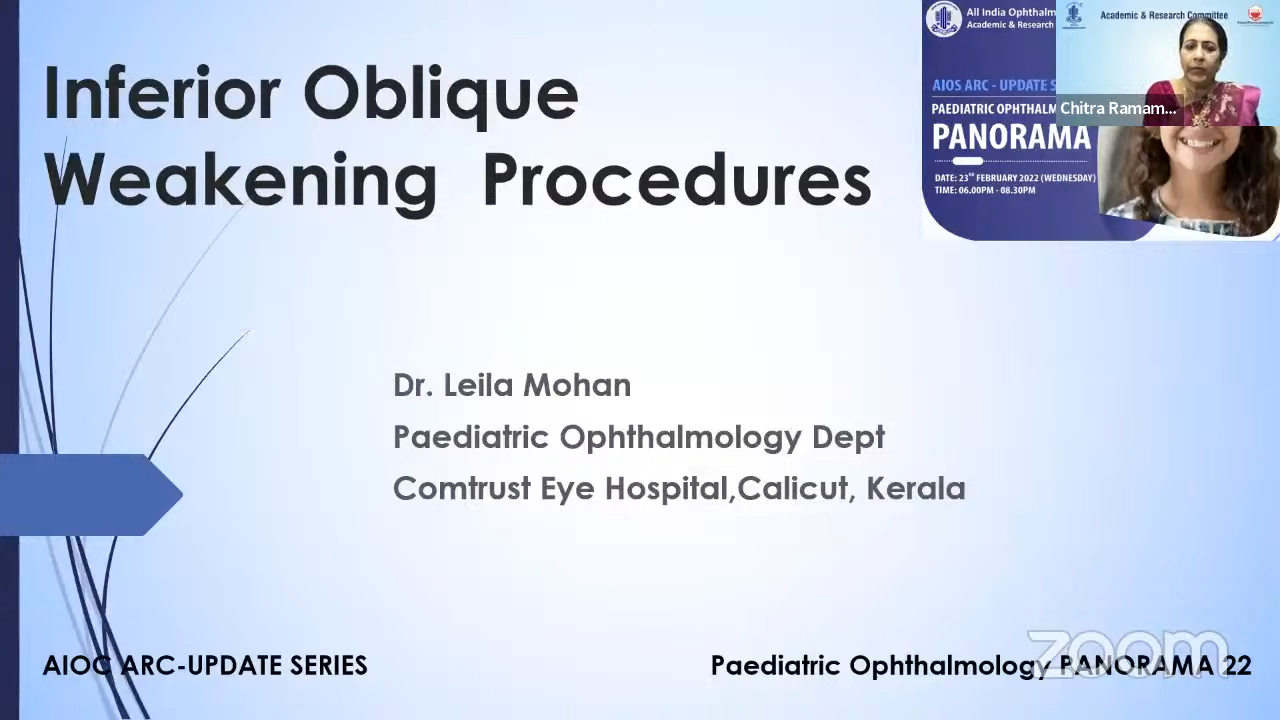 Inferior Oblique
Weakening Procedures
Dr. Leila Mohan
Paediatric Ophthalmology Dept
Comtrust Eye Hospital,Calicut, Kerala
AIOC ARC-UPDATE SERIES
Paediatric Ophthalmology PANORAMA 22
zoom
All India Ophthalm
Academic & Research
AIOS ARC - UPDATE S
PAEDIATRIC OPHTHALM
PANORAMA
DATE: 23RD FEBRUARY 2022 (WEDNESDAY)
TIME: 06.00PM - 08.30PM
Academic & Research Committee
Chitra Ramam...